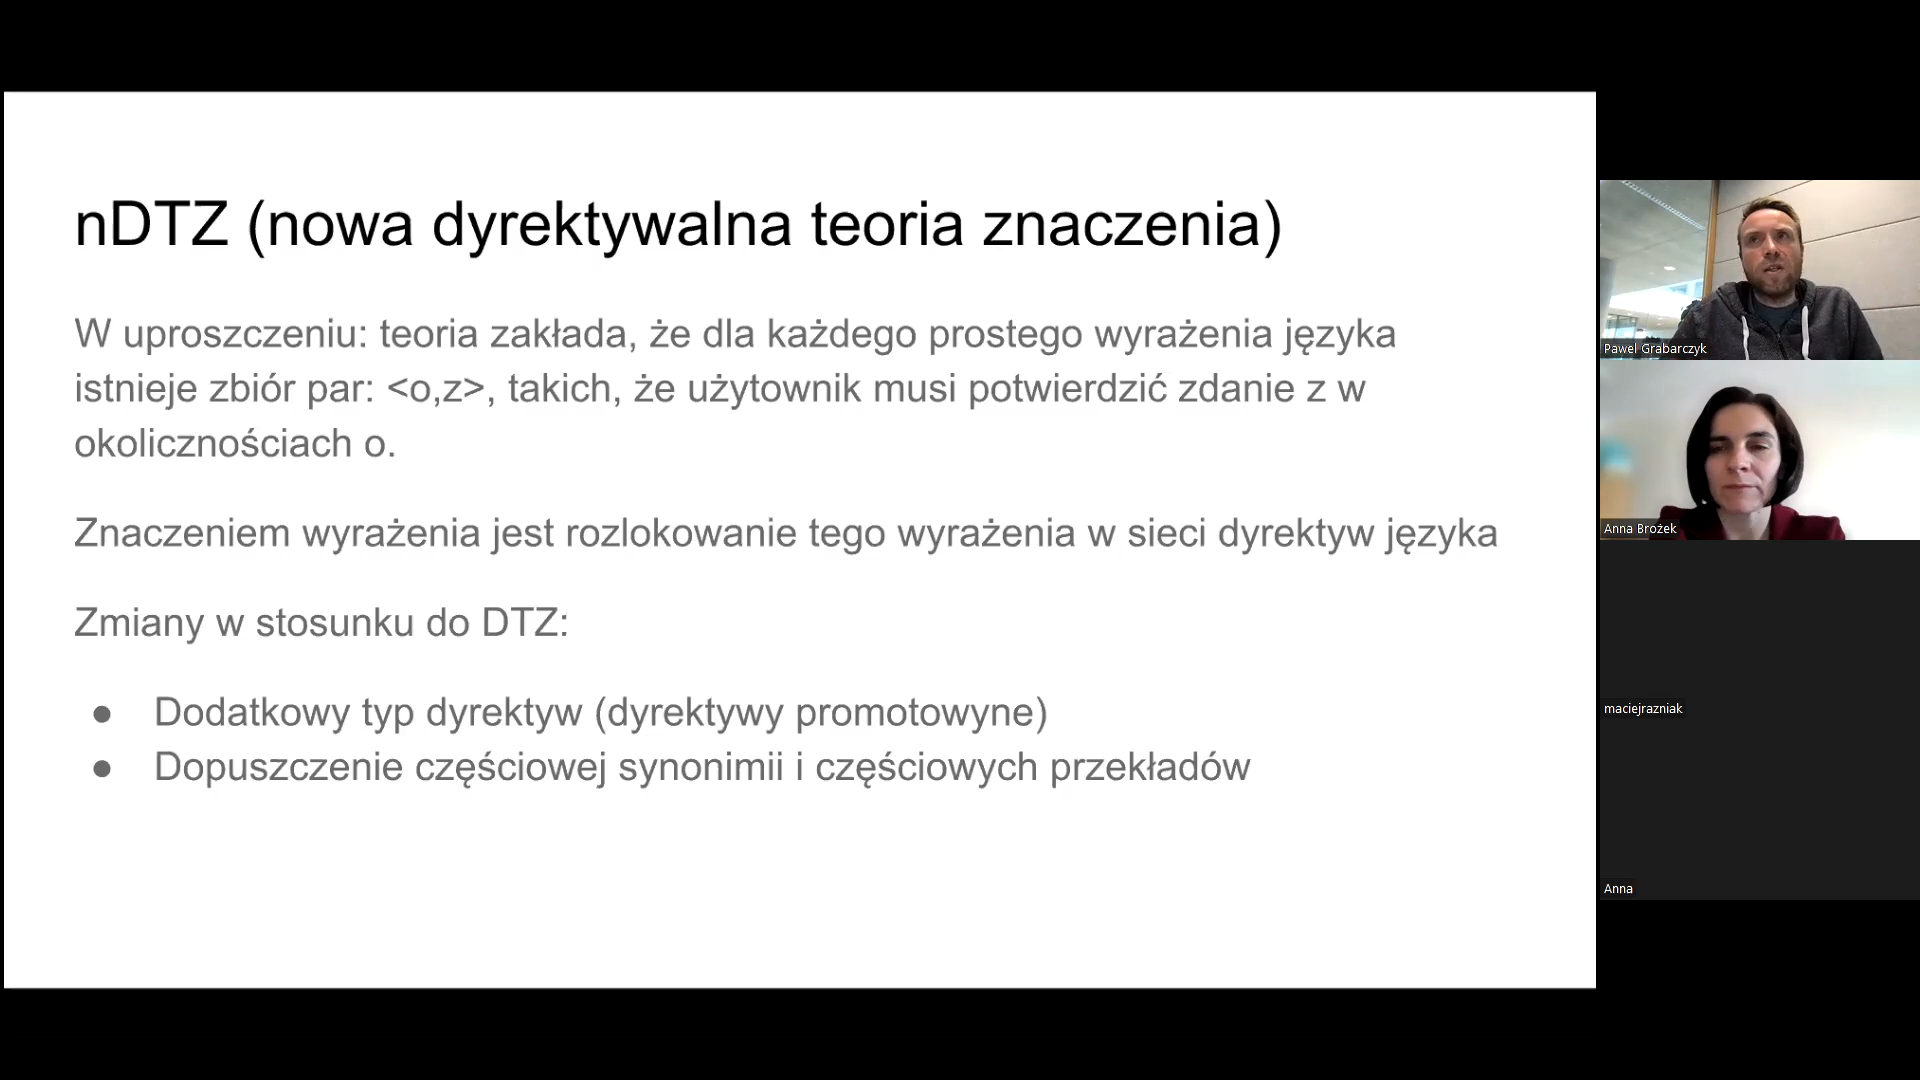 nDTZ (nowa dyrektywalna teoria znaczenia)
W uproszczeniu: teoria zakłada, że dla każdego prostego wyrażenia języka
istnieje zbiór par: <o,z>, takich, że użytownik musi potwierdzić zdanie z w
okolicznościach o.
Znaczeniem wyrażenia jest rozlokowanie tego wyrażenia w sieci dyrektyw języka
Zmiany w stosunku do DTZ:
● Dodatkowy typ dyrektyw (dyrektywy promotowyne)
● Dopuszczenie częściowej synonimii i częściowych przekładów
Pawel Grabarczyk
Anna Brożek
maciejrazniak
Anna